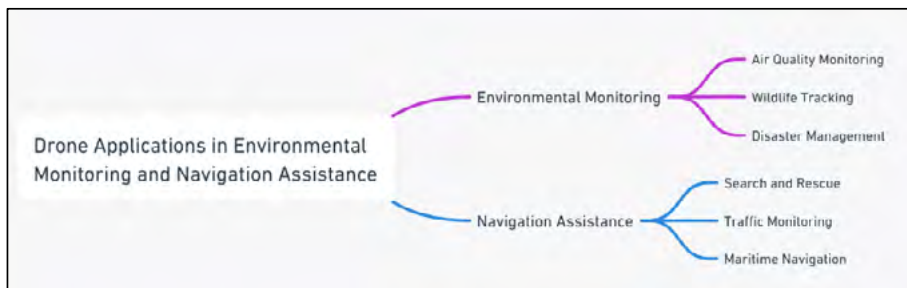 Drone Applications in Environmental
Monitoring and Navigation Assistance
Environmental Monitoring
Air Quality Monitoring
Wildlife Tracking
Disaster Management
Navigation Assistance
Search and Rescue
Traffic Monitoring
Maritime Navigation